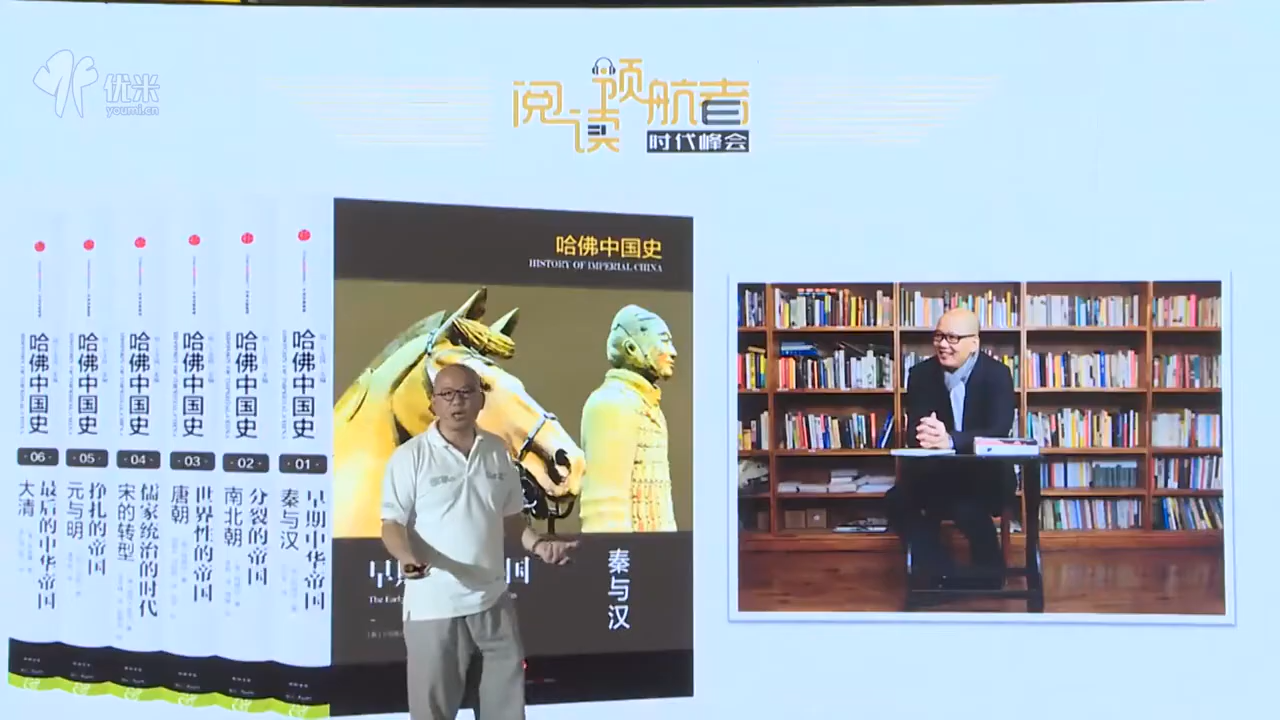 优米
youmi.cn
阅读领航者
时代峰会
哈佛中国史
HISTORY OF IMPERIAL CHINA
秦与汉
The Early
哈佛中国史
·06·
最后的中华帝国
大清
哈佛中国史
·05·
挣扎的帝国
元与明
哈佛中国史
·04·
儒家统治的时代
宋的转型
哈佛中国史
·03·
世界性的帝国
唐朝
哈佛中国史
·02·
分裂的帝国
南北朝
哈佛中国史
·01·
早期中华帝国
秦与汉